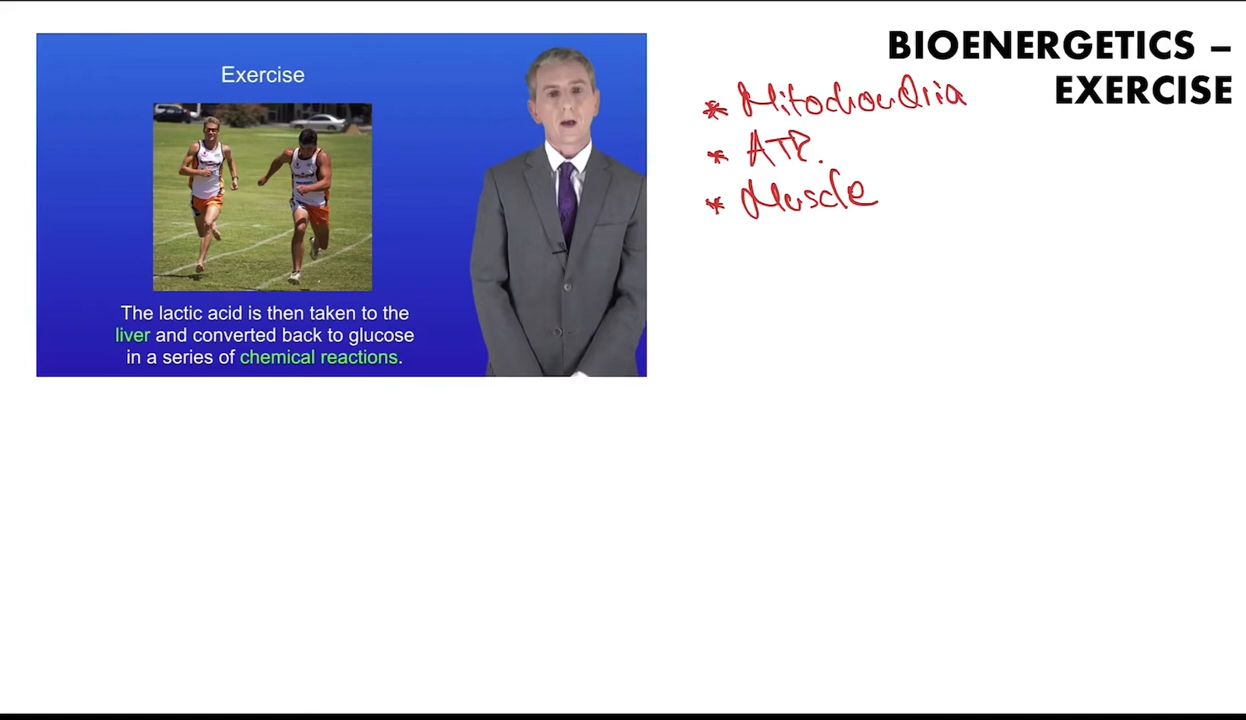 BIOENERGETICS –
EXERCISE
Exercise
The lactic acid is then taken to the
liver and converted back to glucose
in a series of chemical reactions.
* Mitochondria
* ATP.
* Muscle